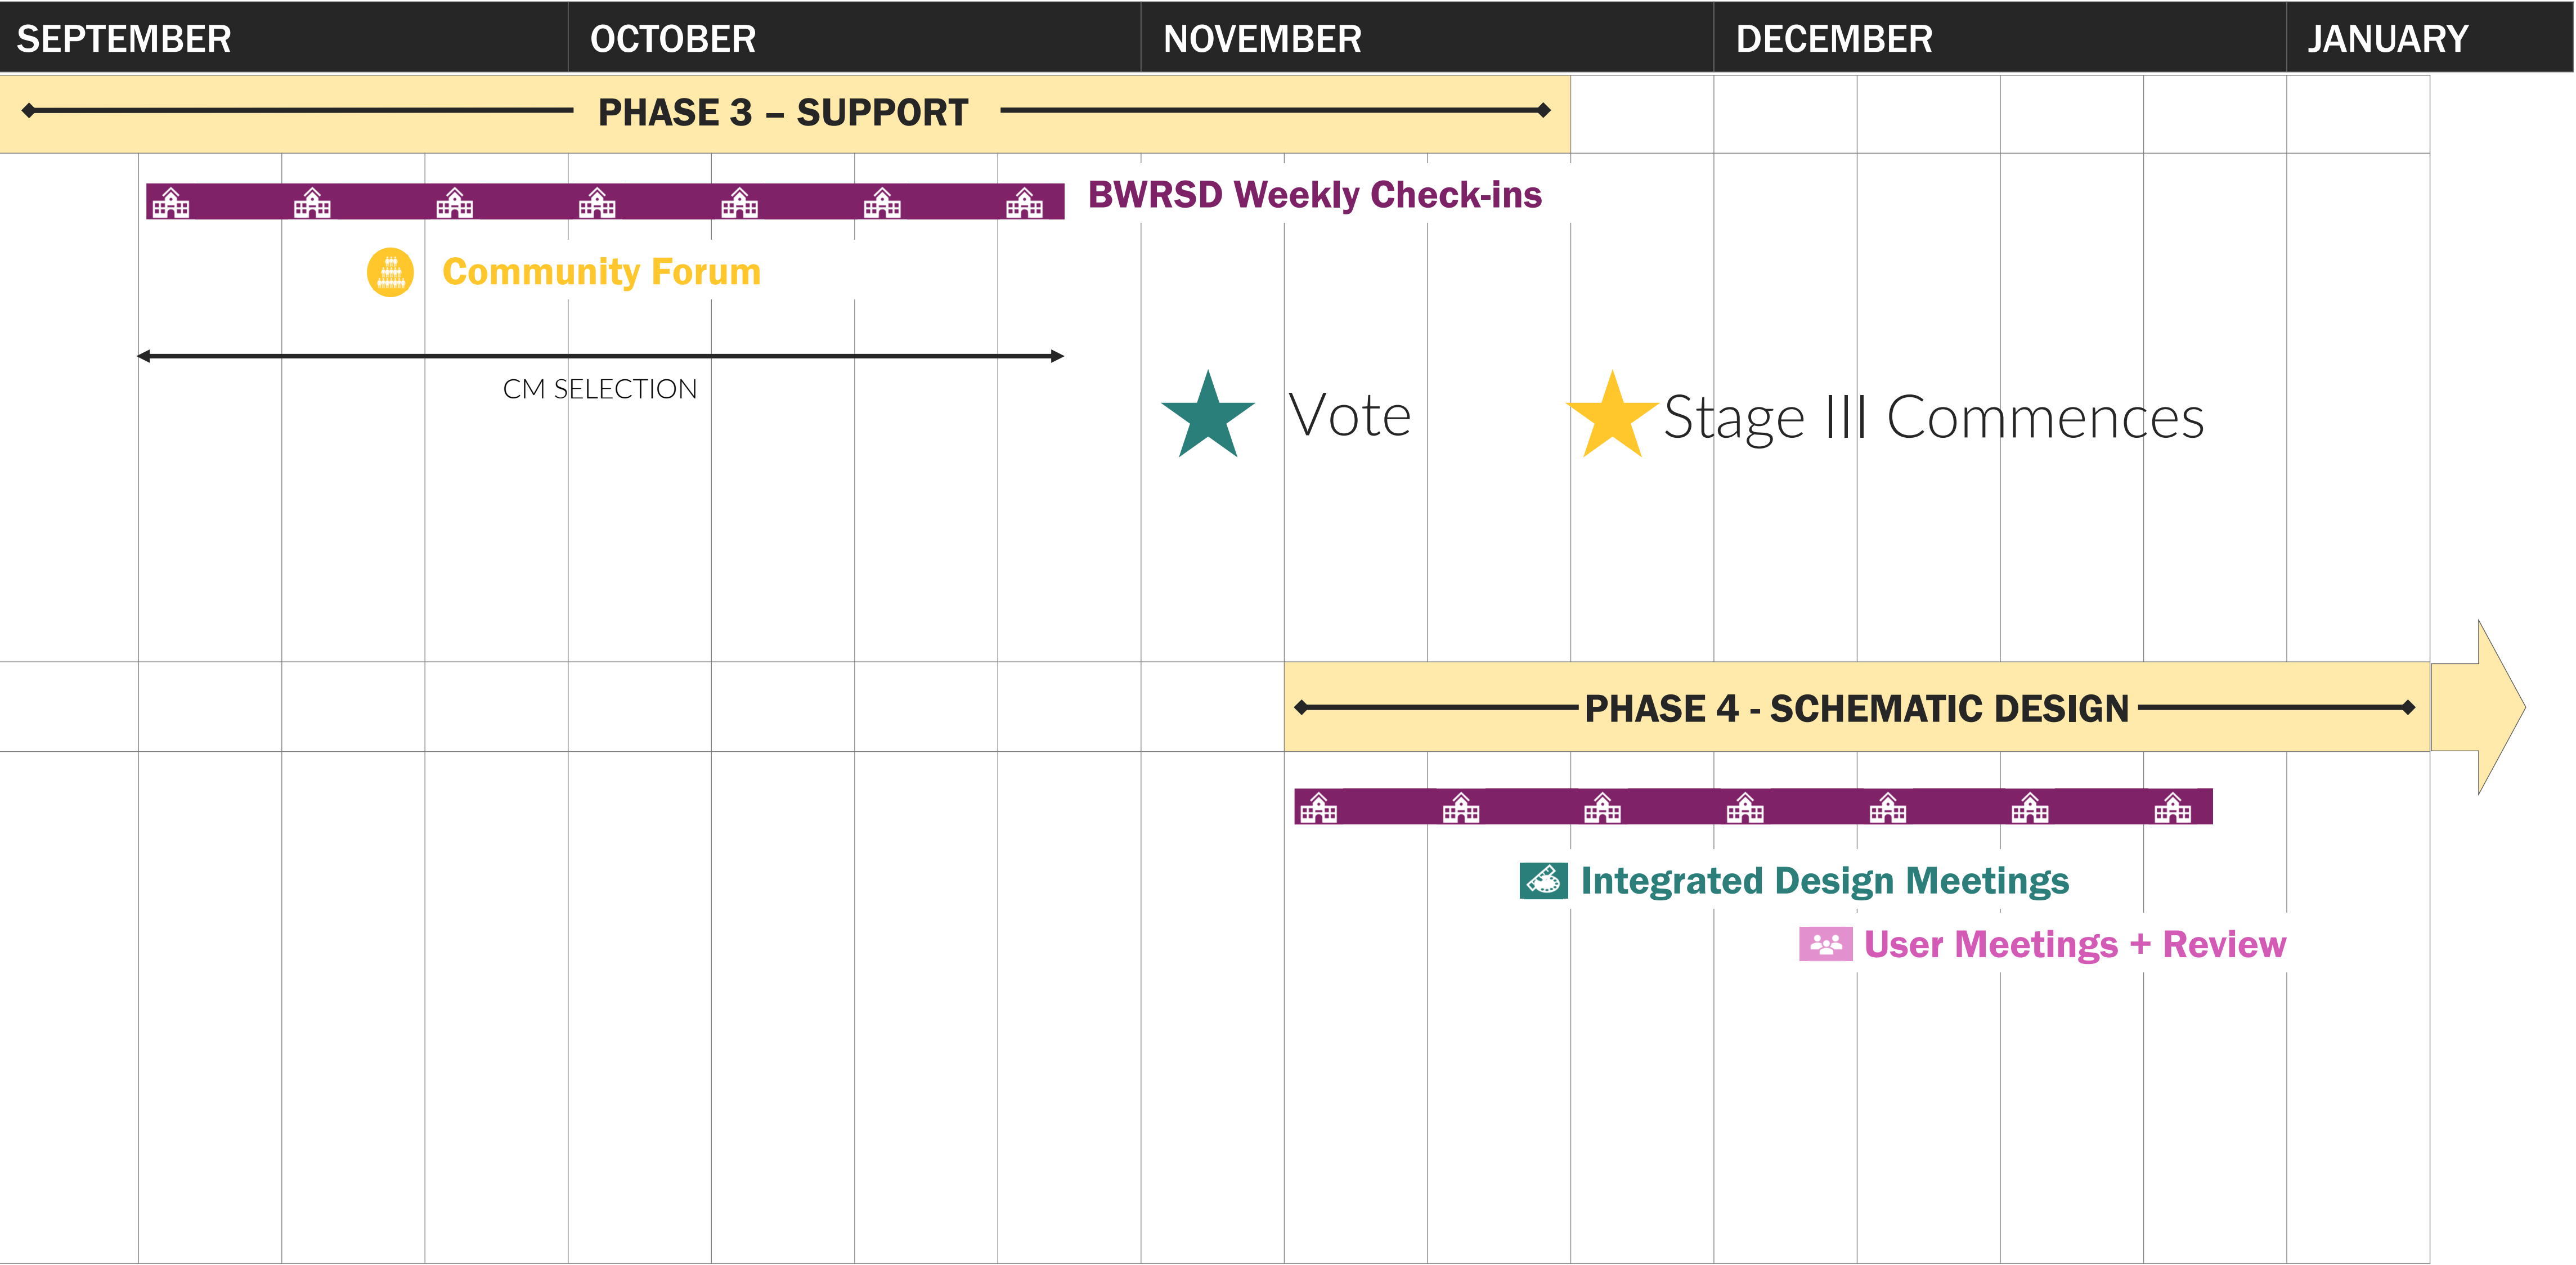 SEPTEMBER OCTOBER NOVEMBER DECEMBER JANUARY
PHASE 3 – SUPPORT
BWRSD Weekly Check-ins
Community Forum
CM SELECTION
Vote
Stage III Commences
PHASE 4 - SCHEMATIC DESIGN
Integrated Design Meetings
User Meetings + Review